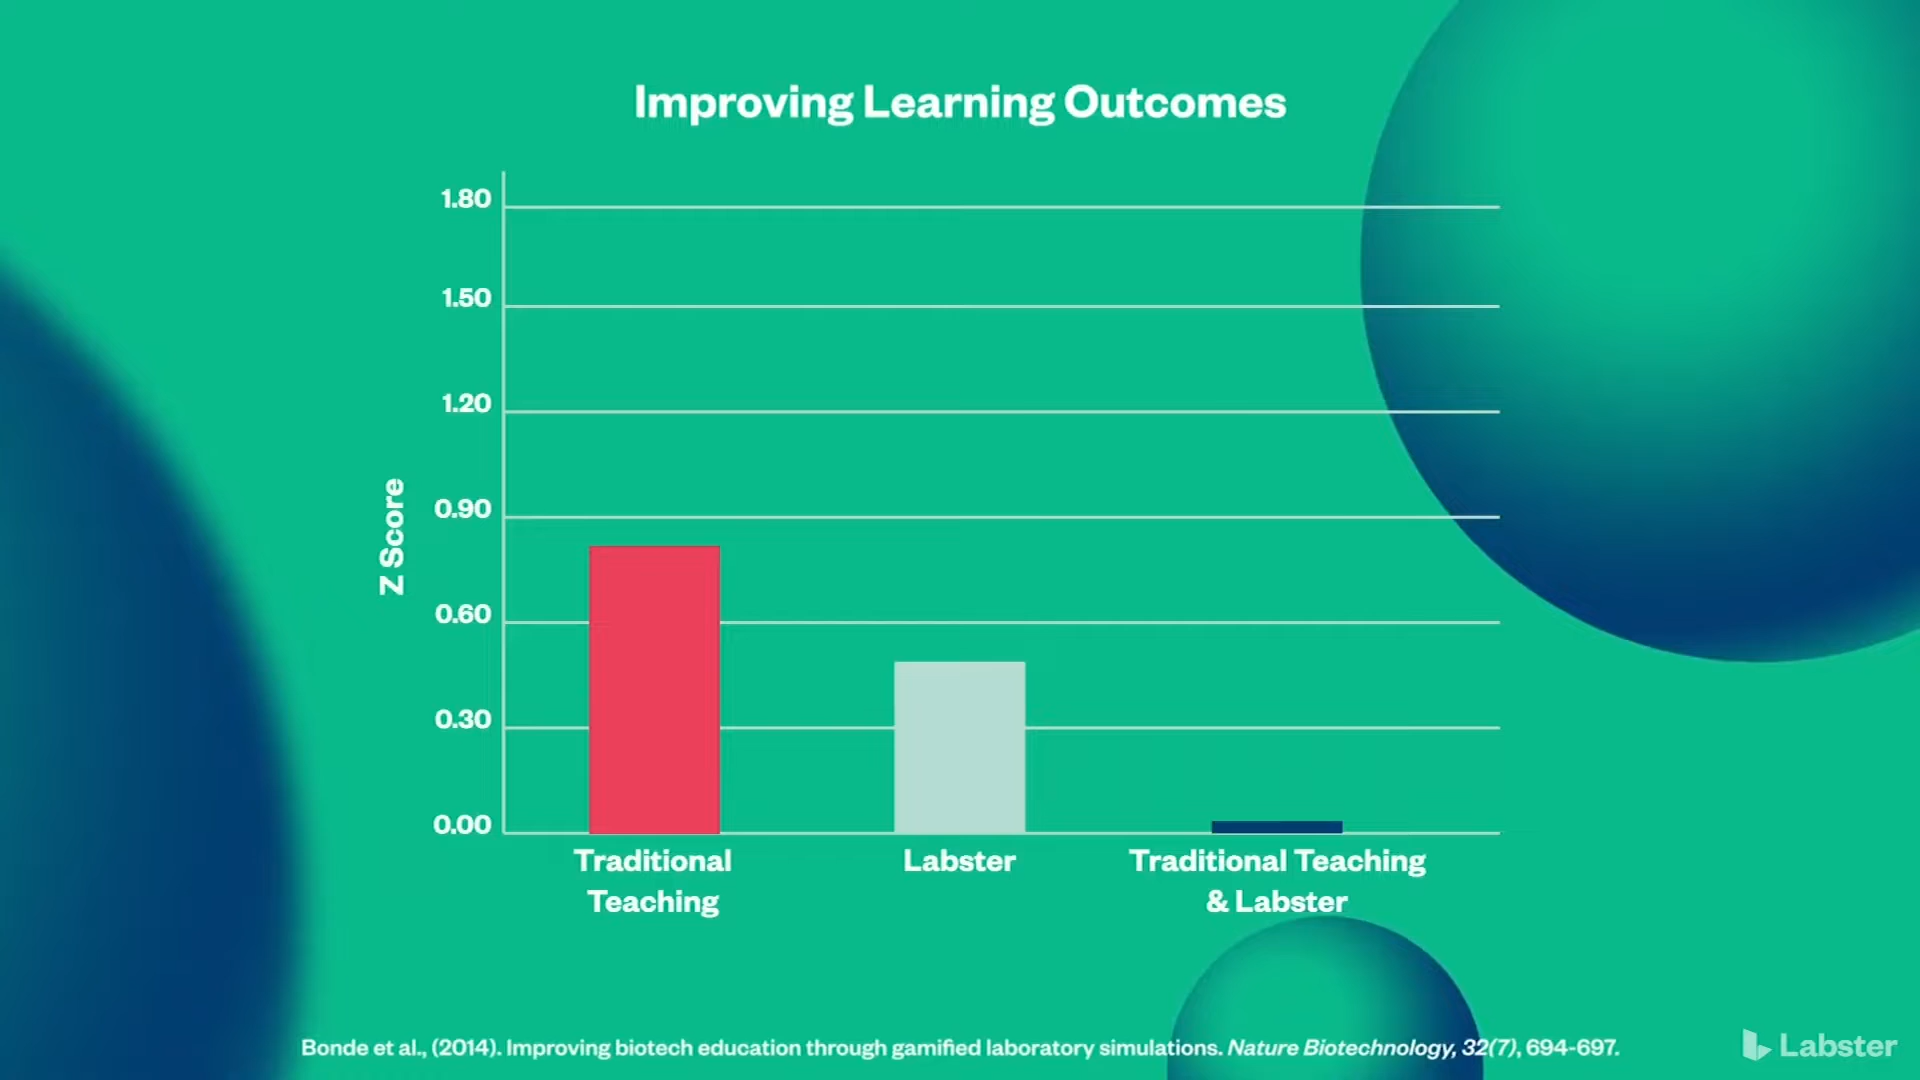 Improving Learning Outcomes
1.80
1.50
1.20
0.90
0.60
0.30
0.00
Z Score
Traditional
Teaching
Labster
Traditional Teaching
& Labster
Bonde et al., (2014). Improving biotech education through gamified laboratory simulations. Nature Biotechnology, 32(7), 694-697.
Labster